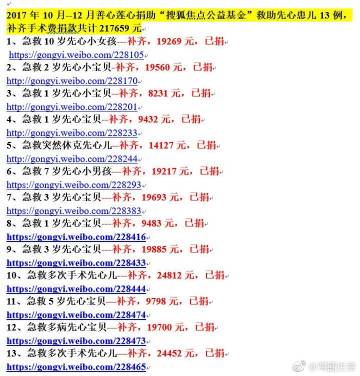 2017 年 10 月–12 月善心莲心捐助“搜狐焦点公益基金”救助先心患儿 13 例，
补齐手术费捐款共计 217659 元
1、急救 10 岁先心小女孩—补齐，19269 元，已捐
https://gongyi.weibo.com/228105
2、急救 2 岁先心小宝贝—补齐，19560 元，已捐
http://gongyi.weibo.com/228170
3、急救 1 岁先心小宝贝—补齐，8231 元，已捐
http://gongyi.weibo.com/228201
4、急救 1 岁先心宝贝—补齐，9432 元，已捐
http://gongyi.weibo.com/228233
5、急救突然休克先心儿—补齐，14127 元，已捐
http://gongyi.weibo.com/228244
6、急救 7 岁先心小男孩—补齐，19217 元，已捐
http://gongyi.weibo.com/228293
7、急救 3 岁先心宝贝—补齐，19693 元，已捐
http://gongyi.weibo.com/228383
8、急救 1 岁先心宝贝—补齐，9483 元，已捐
https://gongyi.weibo.com/228416
9、急救 3 岁先心宝贝—补齐，19885 元，已捐
https://gongyi.weibo.com/228433
10、急救多次手术先心儿—补齐，24812 元，已捐
https://gongyi.weibo.com/228444
11、急救 5 岁先心宝贝—补齐，9798 元，已捐
https://gongyi.weibo.com/228474
12、急救多病先心宝贝—补齐，19700 元，已捐
https://gongyi.weibo.com/228473
13、急救多次手术先心儿—补齐，24452 元，已捐
https://gongyi.weibo.com/228465